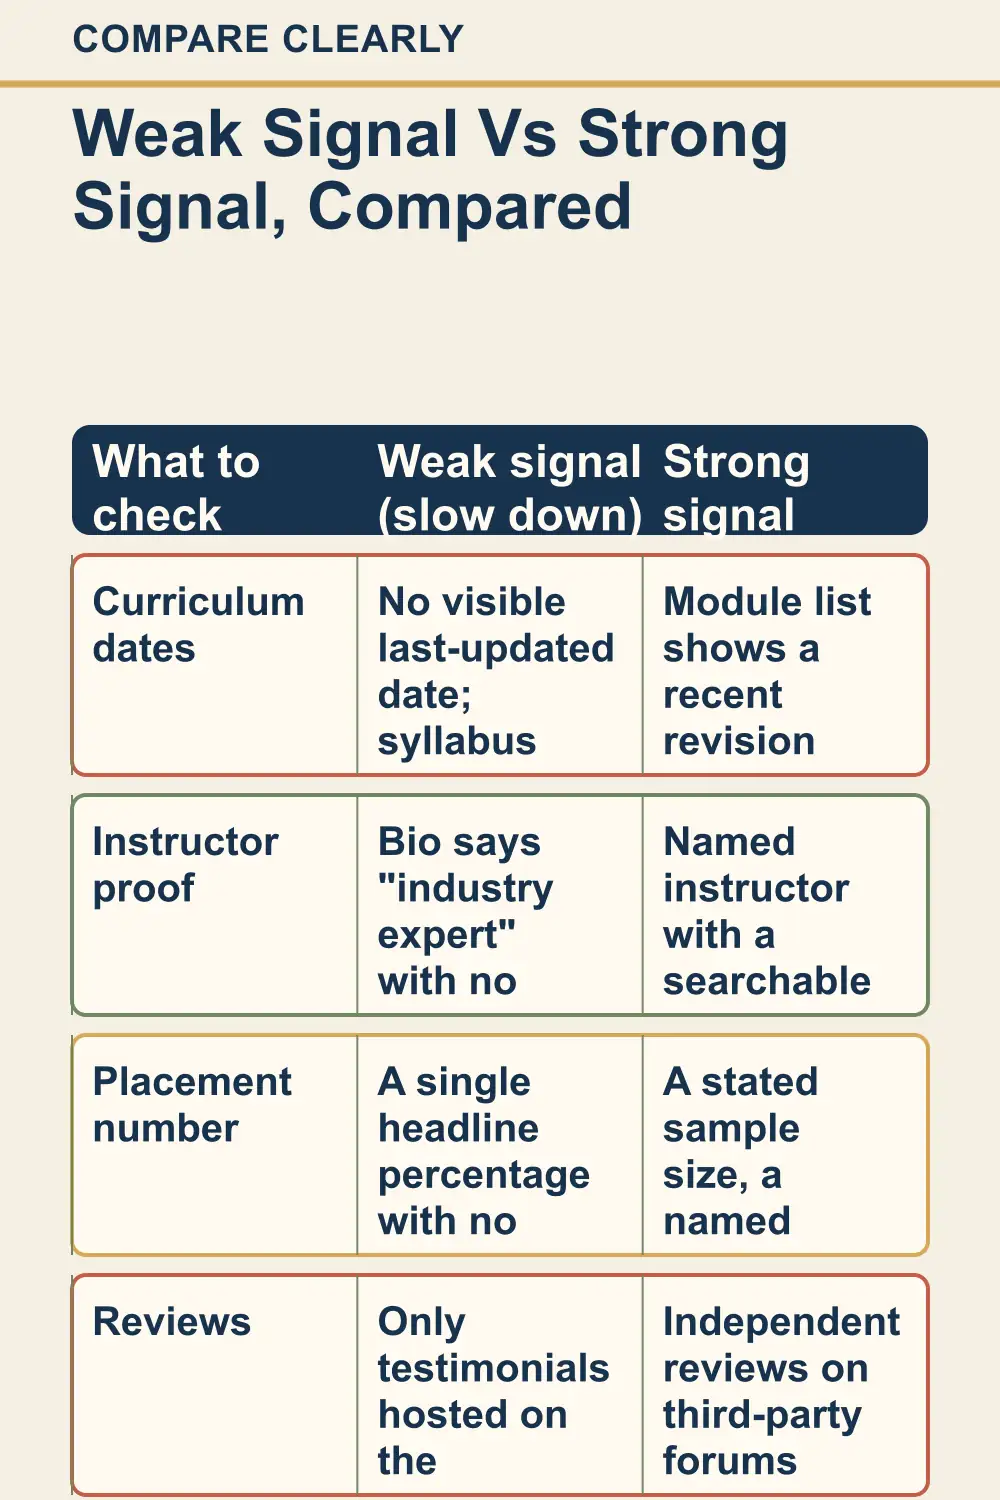 COMPARE CLEARLY
Weak Signal Vs Strong
Signal, Compared
What to
check
Weak signal
(slow down)
Strong
signal
Curriculum
dates
No visible
last-updated
date;
syllabus
Module list
shows a
recent
revision
Instructor
proof
Bio says
"industry
expert"
with no
Named
instructor
with a
searchable
Placement
number
A single
headline
percentage
with no
A stated
sample
size, a
named
Reviews
Only
testimonials
hosted on
the
Independent
reviews on
third-party
forums